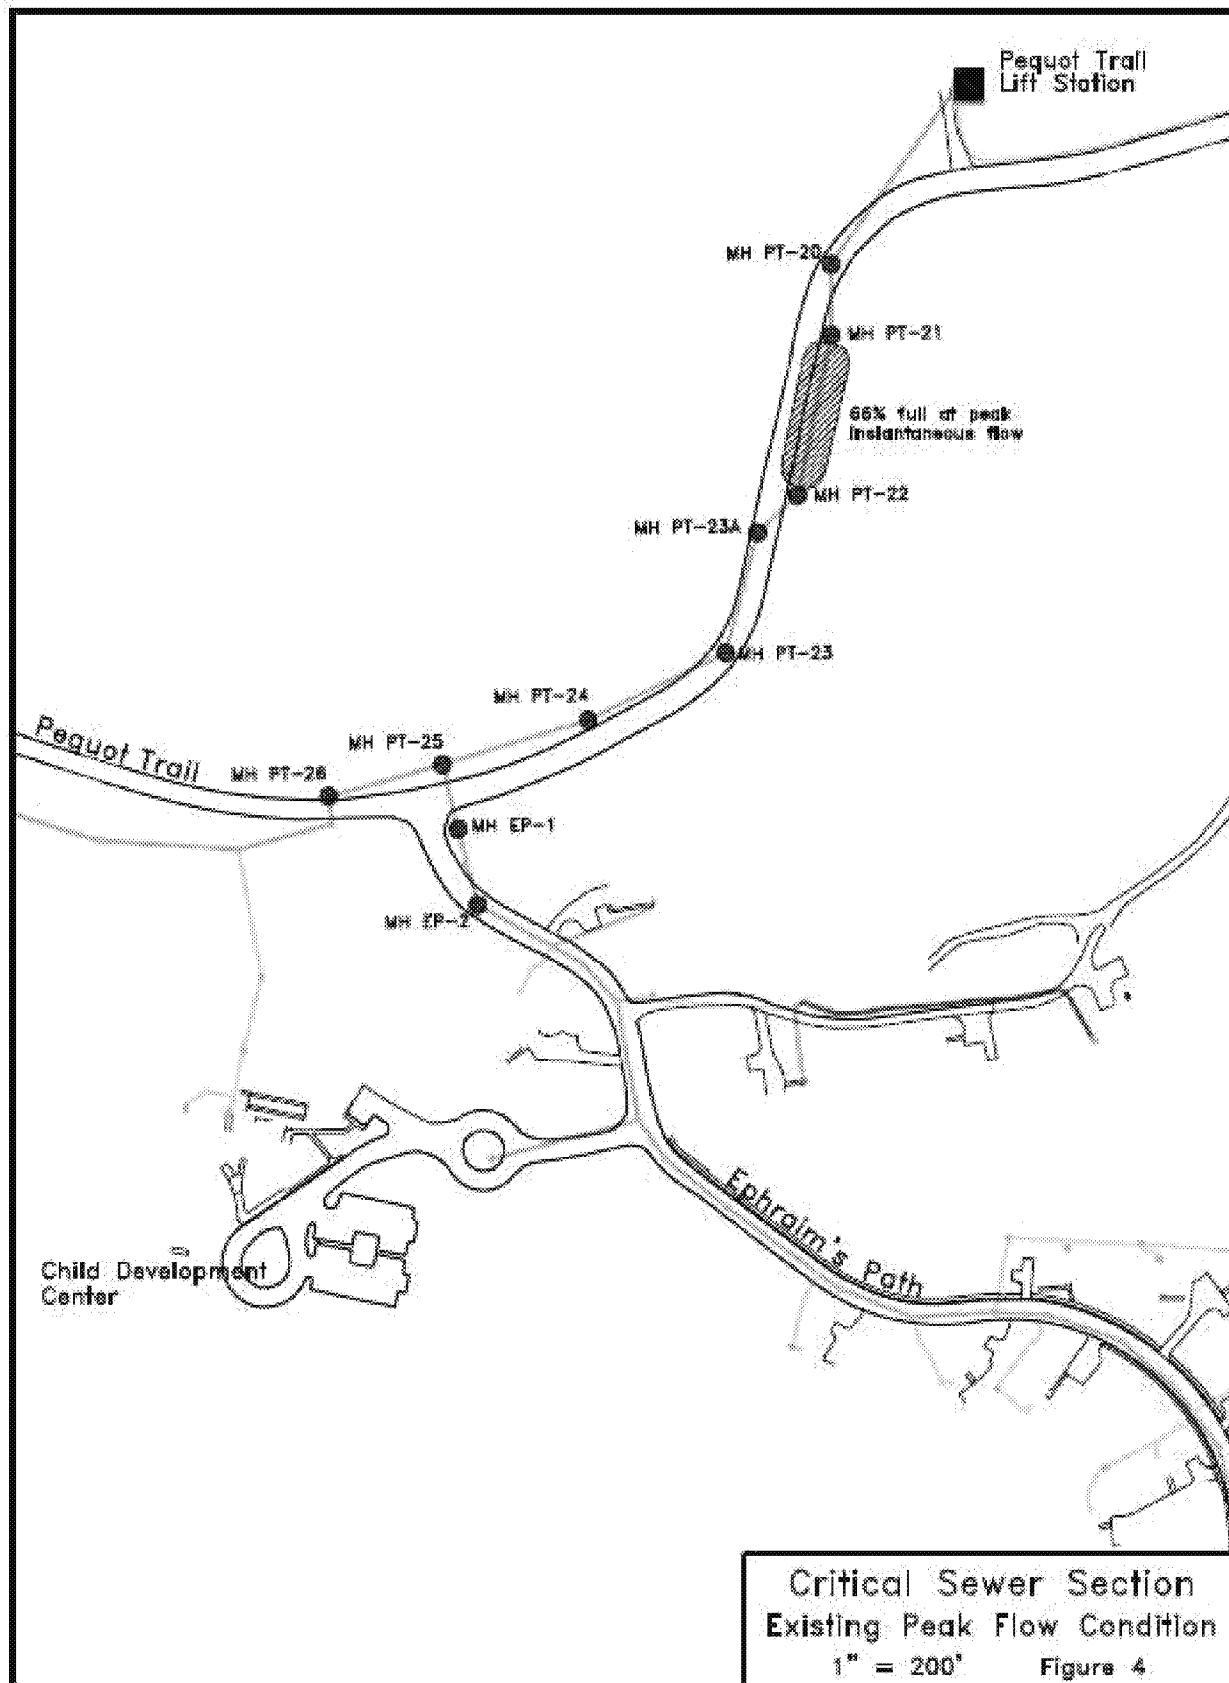 Pequot Trail
Lift Station
MH PT-20
MH PT-21
66% full at peak
instantaneous flow
MH PT-22
MH PT-23A
MH PT-23
MH PT-24
MH PT-25
Pequot Trail
MH PT-26
MH EP-1
MH EP-2
Ephraim's Path
Child Development
Center
Critical Sewer Section
Existing Peak Flow Condition
1" = 200' Figure 4